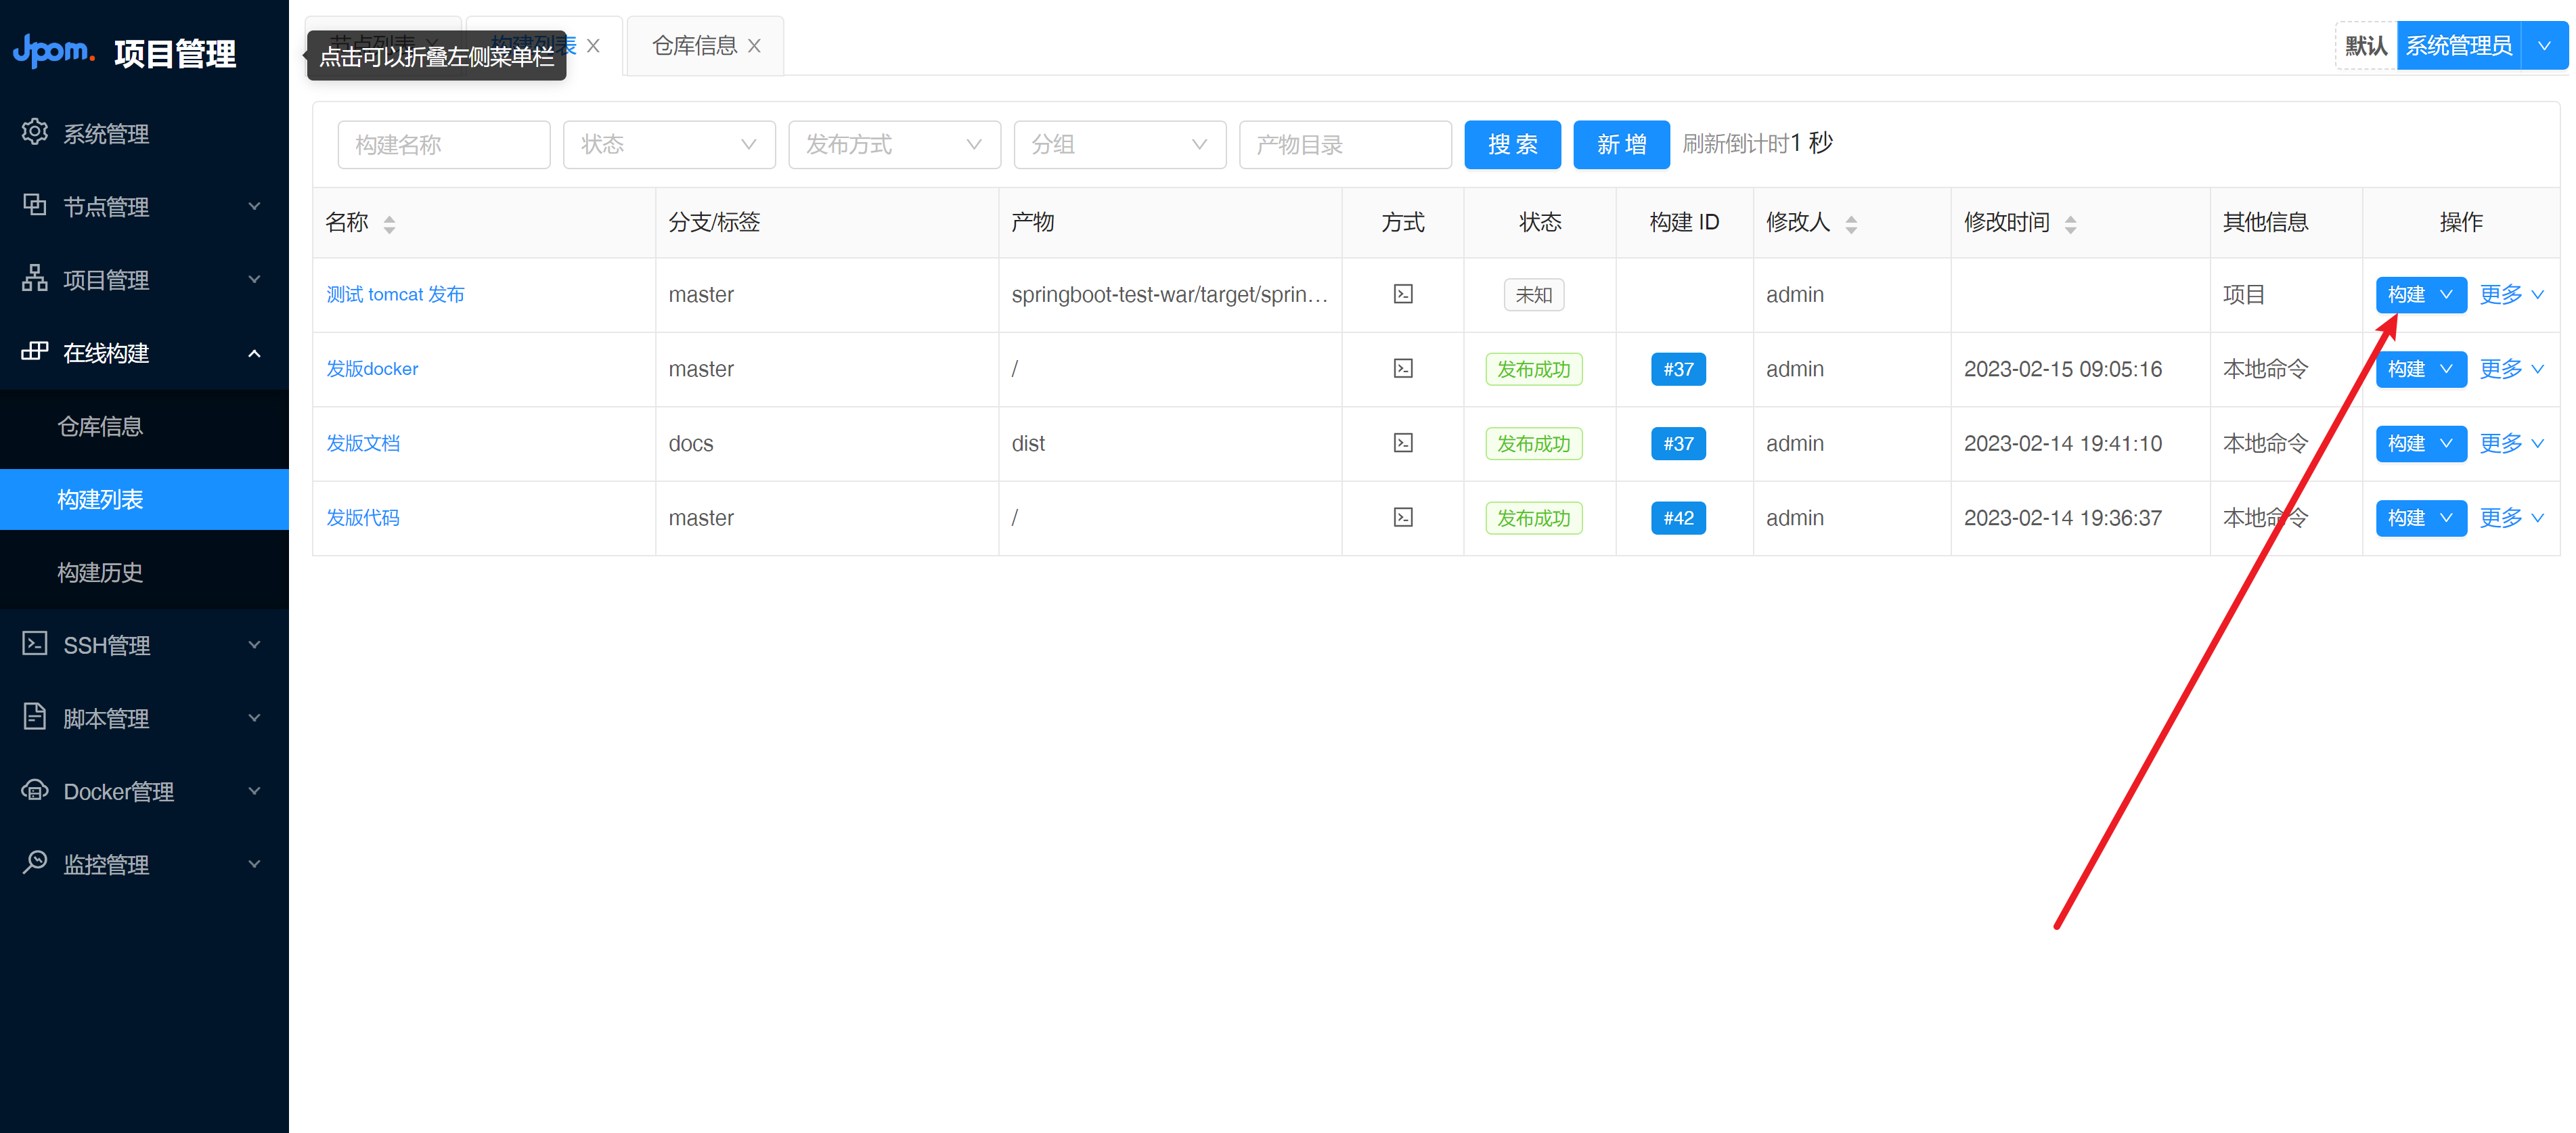 Jpom. 项目管理
系统管理
节点管理
项目管理
在线构建
仓库信息
构建列表
构建历史
SSH管理
脚本管理
Docker管理
监控管理
点击可以折叠左侧菜单栏
仓库信息
默认 系统管理员
构建名称 状态 发布方式 分组 产物目录 搜 索 新 增 刷新倒计时1 秒
名称 分支/标签 产物 方式 状态 构建 ID 修改人 修改时间 其他信息 操作
测试 tomcat 发布 master springboot-test-war/target/sprin... 未知 admin 项目 构建 更多
发版docker master / 发布成功 #37 admin 2023-02-15 09:05:16 本地命令 构建 更多
发版文档 docs dist 发布成功 #37 admin 2023-02-14 19:41:10 本地命令 构建 更多
发版代码 master / 发布成功 #42 admin 2023-02-14 19:36:37 本地命令 构建 更多